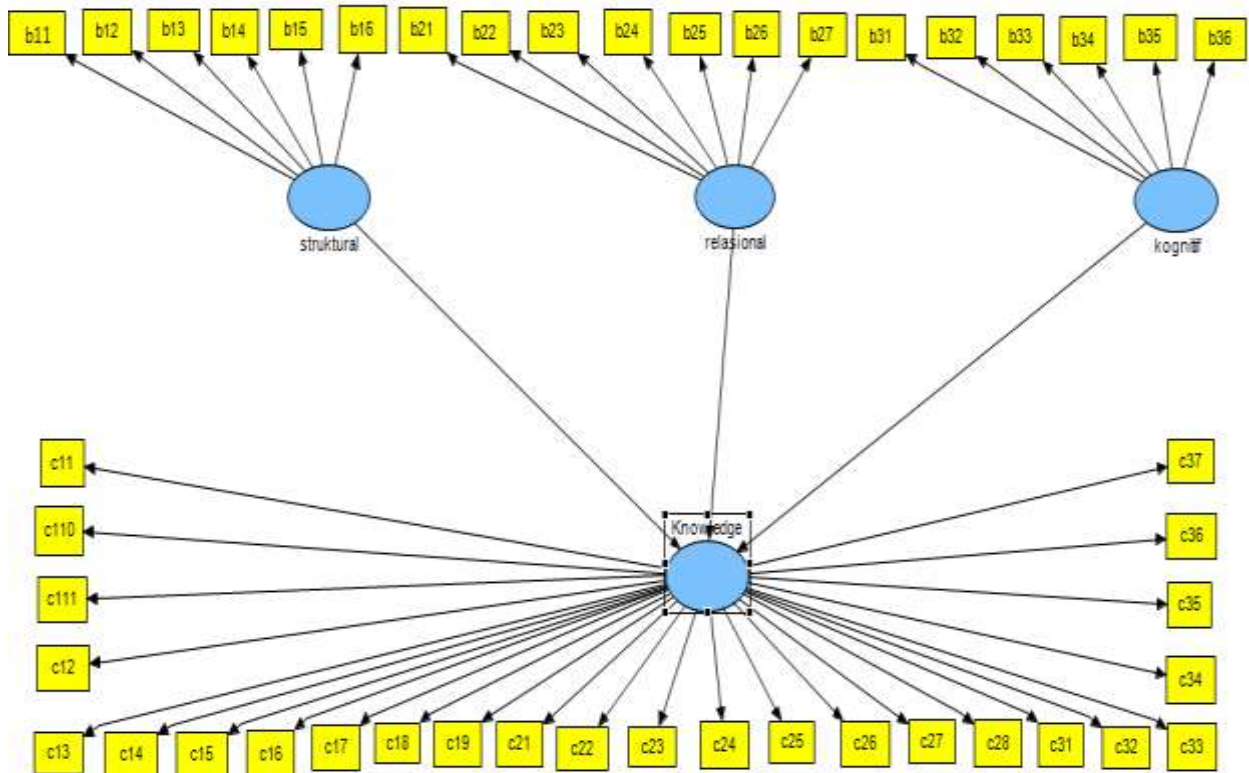 b11 b12 b13 b14 b15 b16 b21 b22 b23 b24 b25 b26 b27 b31 b32 b33 b34 b35 b36
struktural relasional kognitif
c11 c37
Knowledge
c110 c36
c111 c35
c12 c34
c13 c14 c15 c16 c17 c18 c19 c21 c22 c23 c24 c25 c26 c27 c28 c31 c32 c33